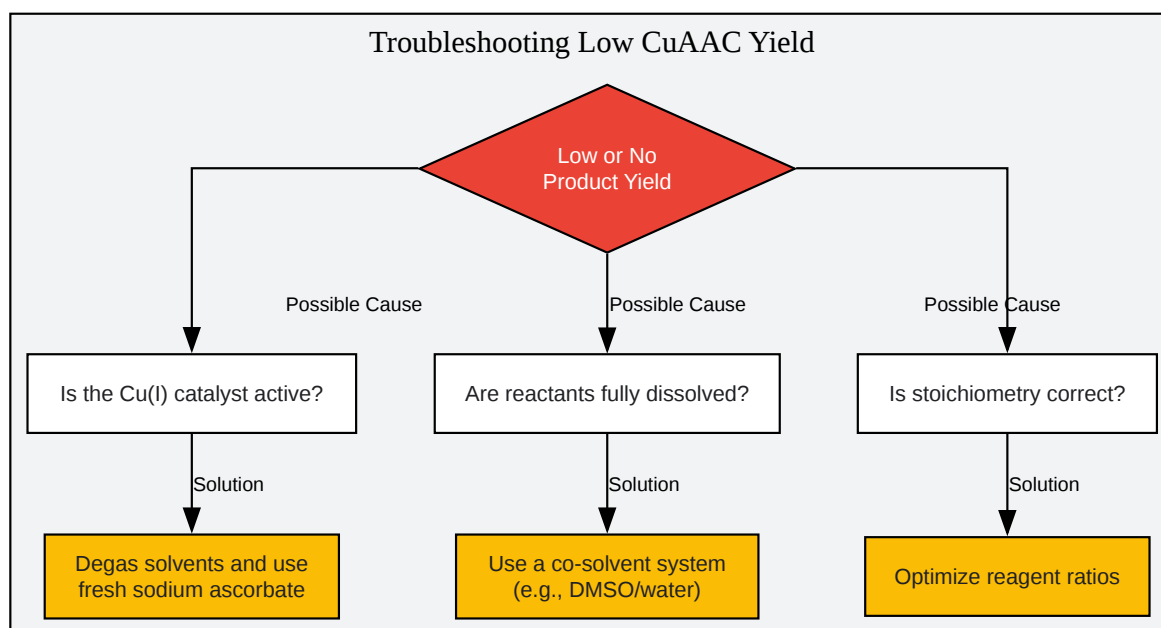 Troubleshooting Low CuAAC Yield
Low or No
Product Yield
Possible Cause
Possible Cause
Possible Cause
Is the Cu(I) catalyst active?
Are reactants fully dissolved?
Is stoichiometry correct?
Solution
Solution
Solution
Degas solvents and use
fresh sodium ascorbate
Use a co-solvent system
(e.g., DMSO/water)
Optimize reagent ratios